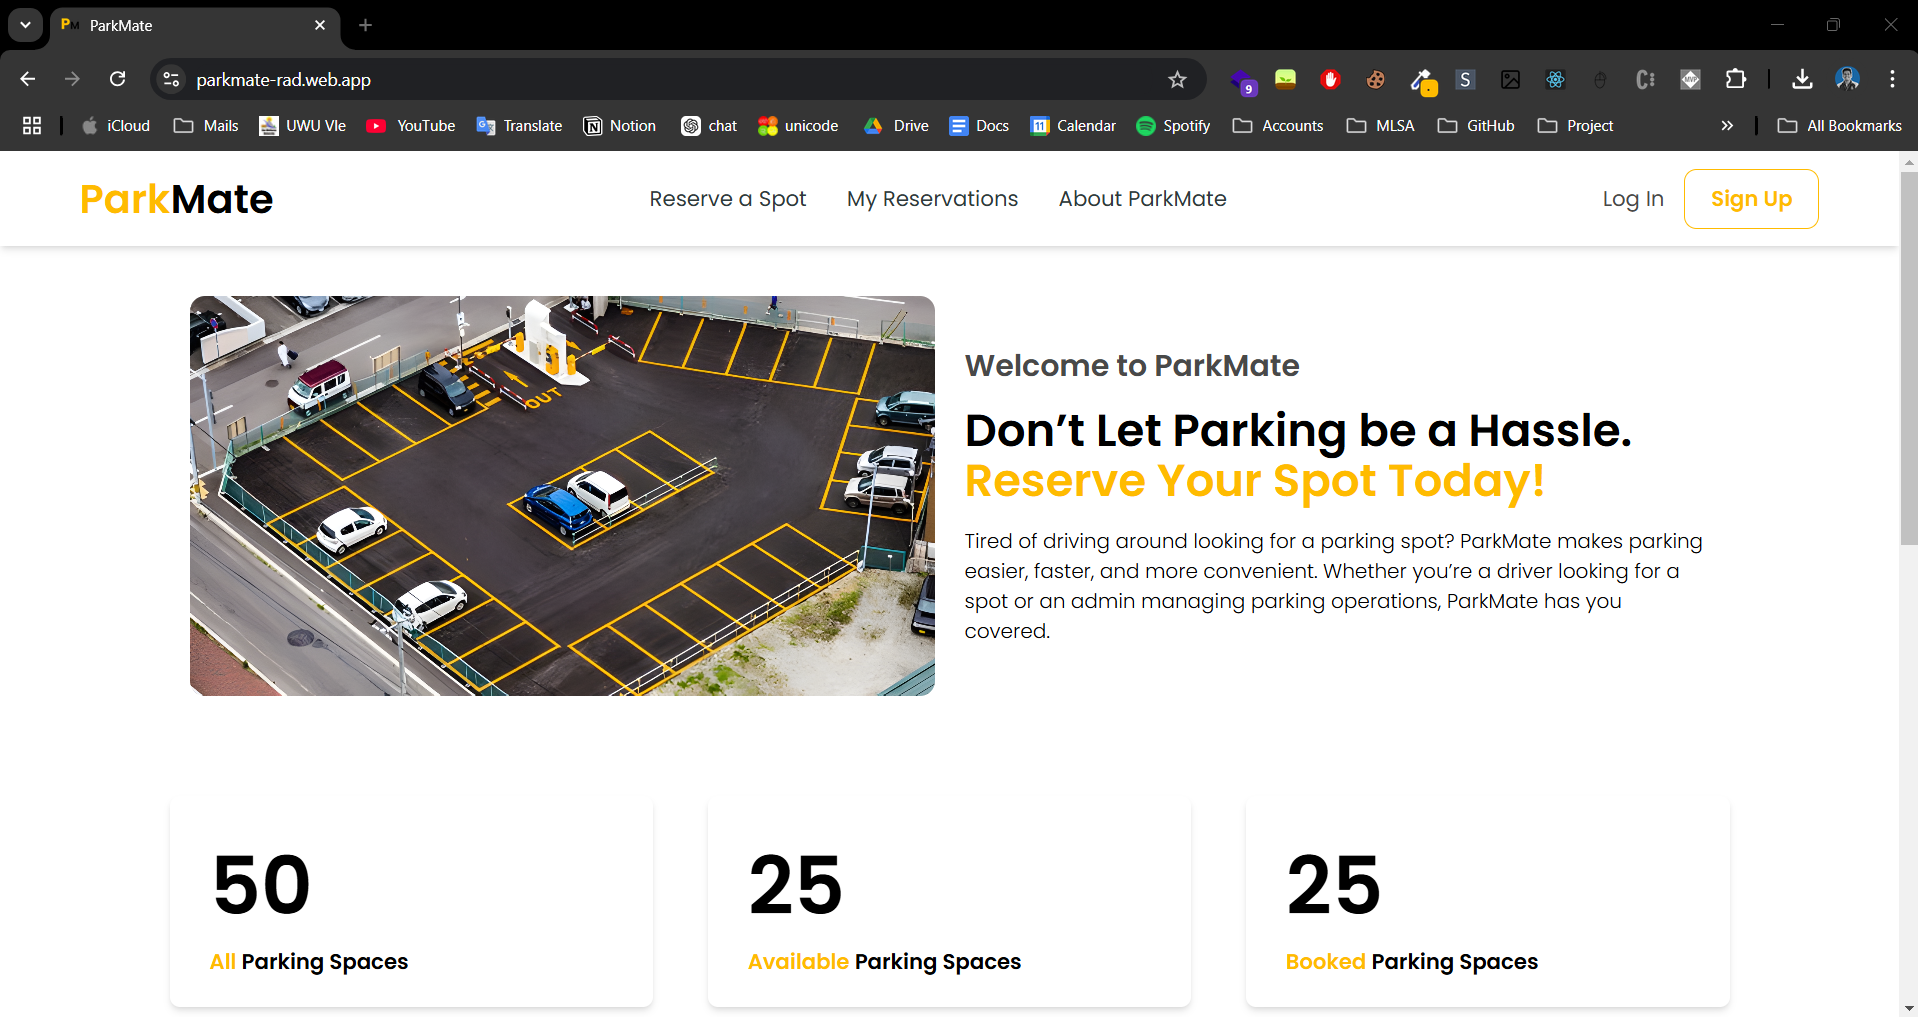 ParkMate
parkmate-rad.web.app
9
S
iCloud
Mails
UWU Vle
YouTube
Translate
Notion
chat
unicode
Drive
Docs
Calendar
Spotify
Accounts
MLSA
GitHub
Project
All Bookmarks
ParkMate
Reserve a Spot
My Reservations
About ParkMate
Log In
Sign Up
OUT
Welcome to ParkMate
Don’t Let Parking be a Hassle.
Reserve Your Spot Today!
Tired of driving around looking for a parking spot? ParkMate makes parking
easier, faster, and more convenient. Whether you’re a driver looking for a
spot or an admin managing parking operations, ParkMate has you
covered.
50
All Parking Spaces
25
Available Parking Spaces
25
Booked Parking Spaces